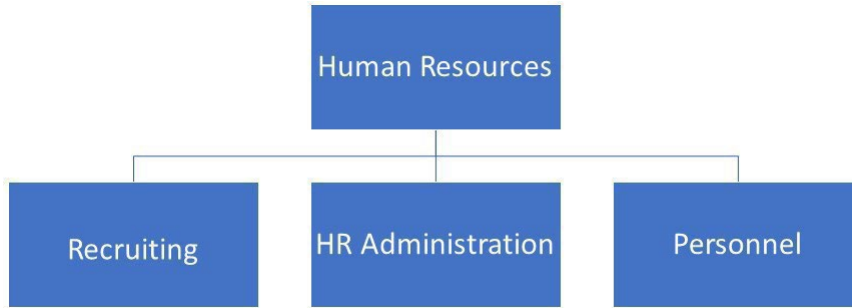 Human Resources
Recruiting
HR Administration
Personnel